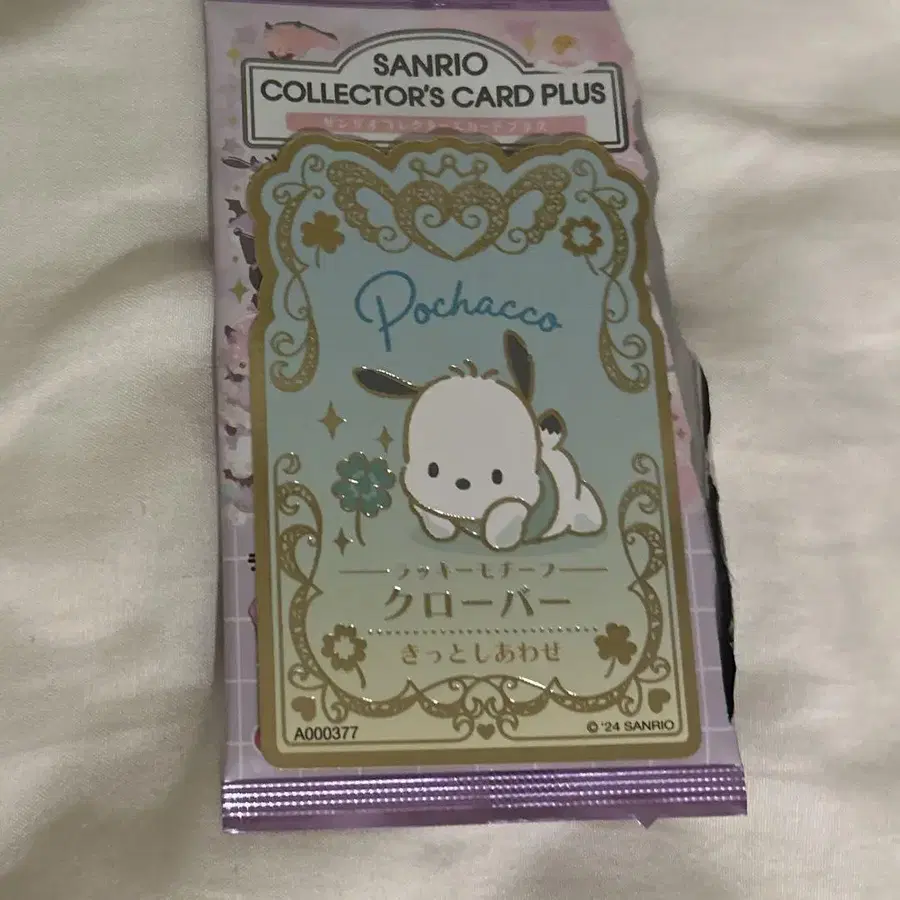 SANRIO
COLLECTOR'S CARD PLUS
サンリオコレクターズカードプラス
Pochacco
ラッキーモチーフ
クローバー
きっとしあわせ
A000377
© '24 SANRIO